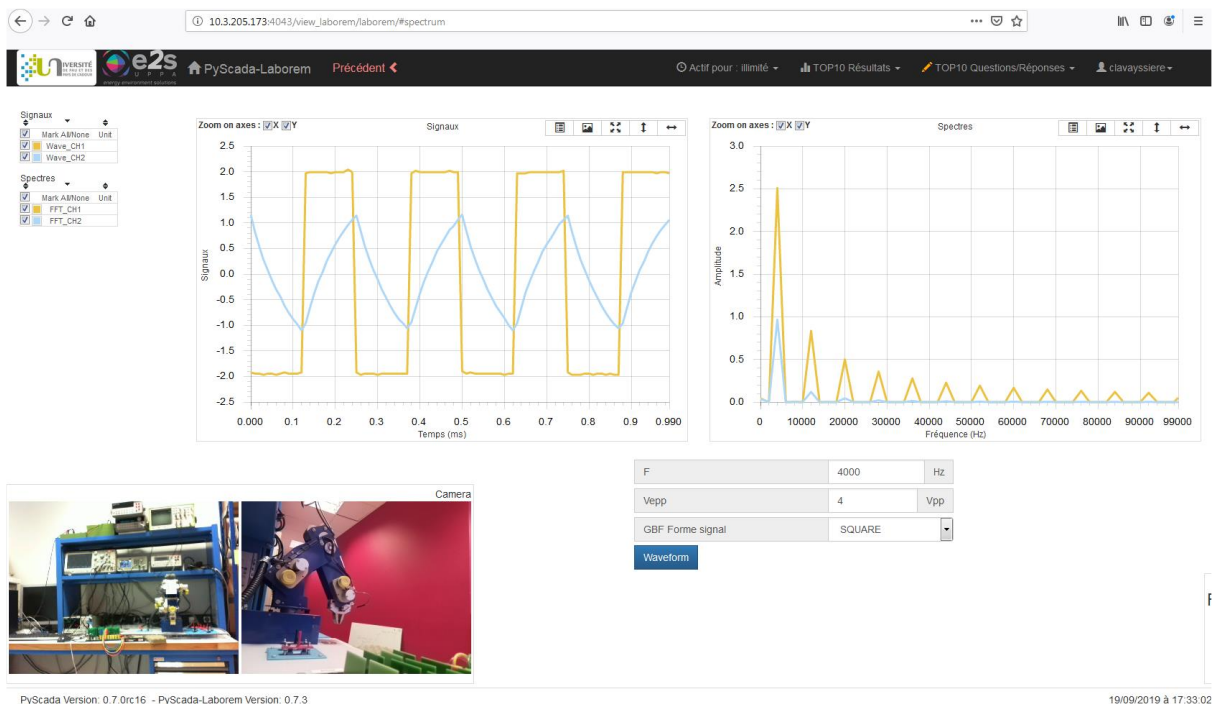 10.3.205.173:4043/view_laborem/laborem/#spectrum
UNIVERSITÉ
e2s
UPPA
energy environment solutions
PyScada-Laborem
Précédent
Actif pour : illimité
TOP10 Résultats
TOP10 Questions/Réponses
clavayssiere
Signaux
Mark All/None Unit
Wave_CH1
Wave_CH2
Spectres
Mark All/None Unit
FFT_CH1
FFT_CH2
Zoom on axes : X Y
Signaux
2.5
2.0
1.5
1.0
0.5
0.0
-0.5
-1.0
-1.5
-2.0
-2.5
Signaux
0.000 0.1 0.2 0.3 0.4 0.5 0.6 0.7 0.8 0.9 0.990
Temps (ms)
Zoom on axes : X Y
Spectres
3.0
2.5
2.0
1.5
1.0
0.5
0.0
Amplitude
0 10000 20000 30000 40000 50000 60000 70000 80000 90000 99000
Fréquence (Hz)
Camera
F 4000 Hz
Vepp 4 Vpp
GBF Forme signal SQUARE
Waveform
PyScada Version: 0.7.0rc16 - PyScada-Laborem Version: 0.7.3
19/09/2019 à 17:33:02